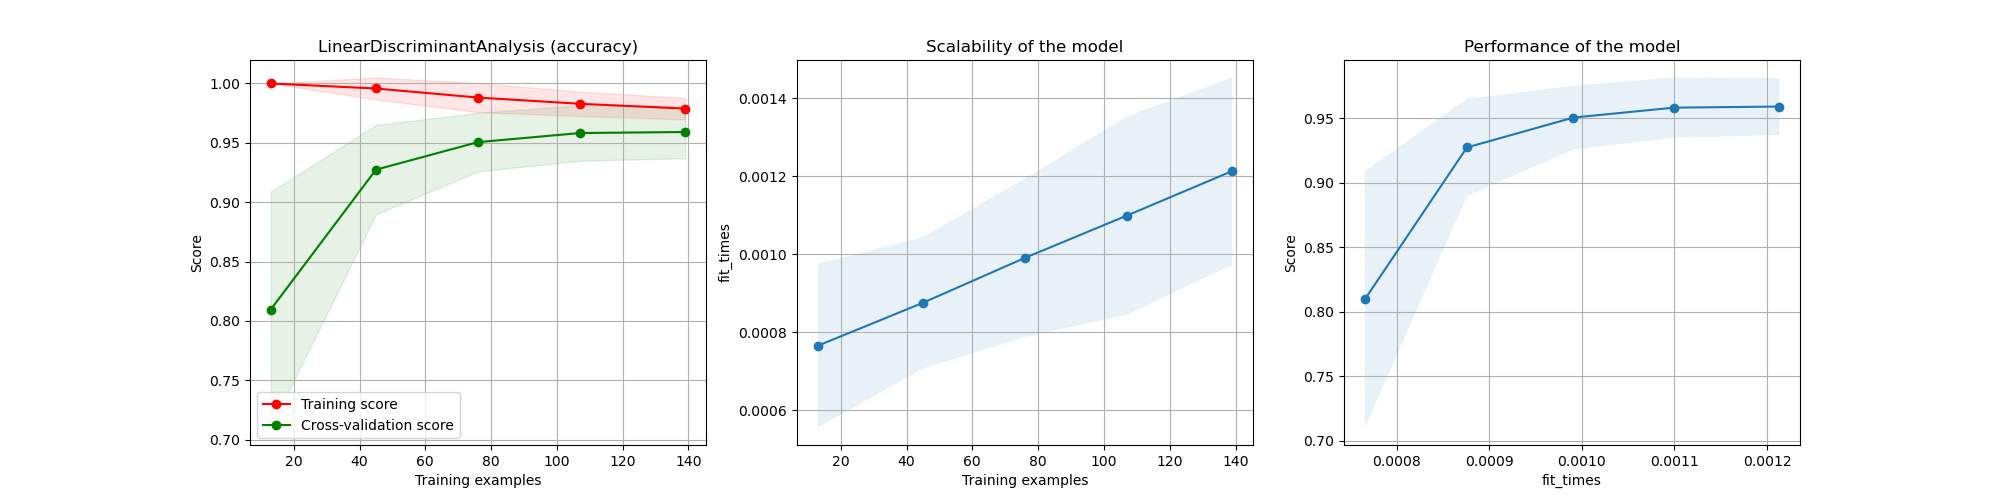 LinearDiscriminantAnalysis (accuracy)
Score
1.00
0.95
0.90
0.85
0.80
0.75
0.70
Training score
Cross-validation score
20 40 60 80 100 120 140
Training examples
Scalability of the model
fit_times
0.0014
0.0012
0.0010
0.0008
0.0006
20 40 60 80 100 120 140
Training examples
Performance of the model
Score
0.95
0.90
0.85
0.80
0.75
0.70
0.0008 0.0009 0.0010 0.0011 0.0012
fit_times